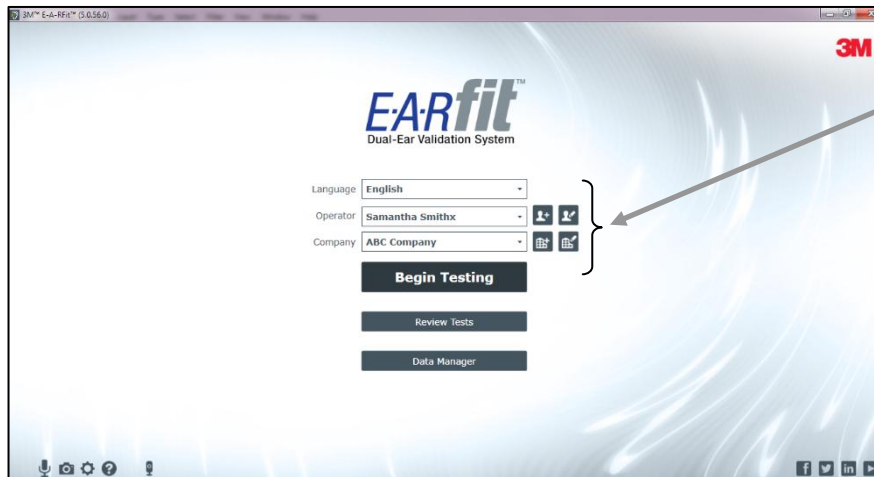 3M™ E-A-RFit™ (5.0.56.0)
3M
E·A·Rfit™
Dual-Ear Validation System
Language English
Operator Samantha Smithx
Company ABC Company
Begin Testing
Review Tests
Data Manager